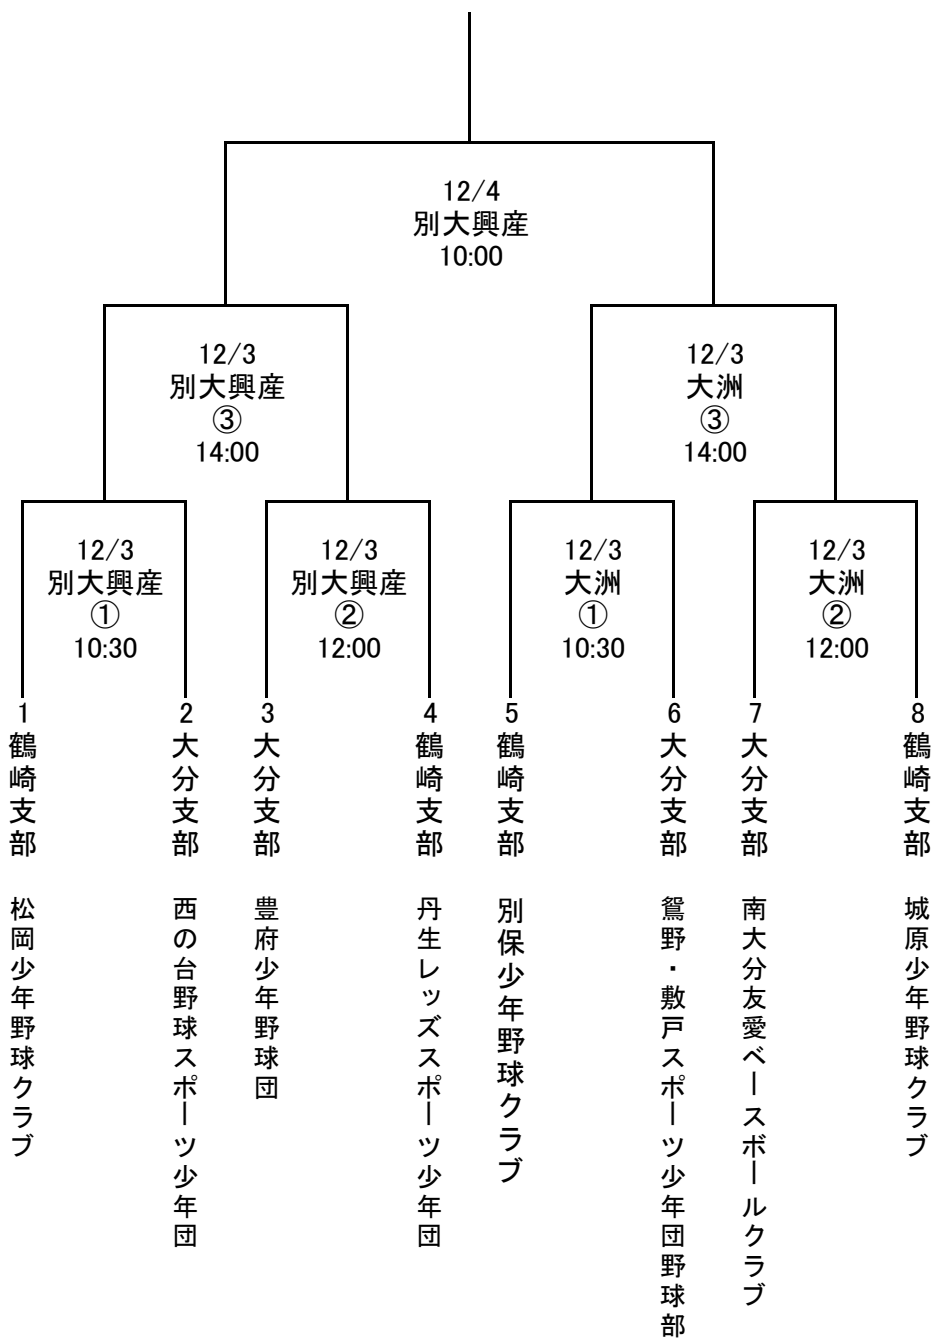 12/4
別大興産
10:00
12/3
別大興産
③
14:00
12/3
大洲
③
14:00
12/3
別大興産
①
10:30
12/3
別大興産
②
12:00
12/3
大洲
①
10:30
12/3
大洲
②
12:00
1
鶴崎支部
松岡少年野球クラブ
2
大分支部
西の台野球スポーツ少年団
3
大分支部
豊府少年野球団
4
鶴崎支部
丹生レッズスポーツ少年団
5
鶴崎支部
別保少年野球クラブ
6
大分支部
鴛野・敷戸スポーツ少年団野球部
7
大分支部
南大分友愛ベースボールクラブ
8
鶴崎支部
城原少年野球クラブ